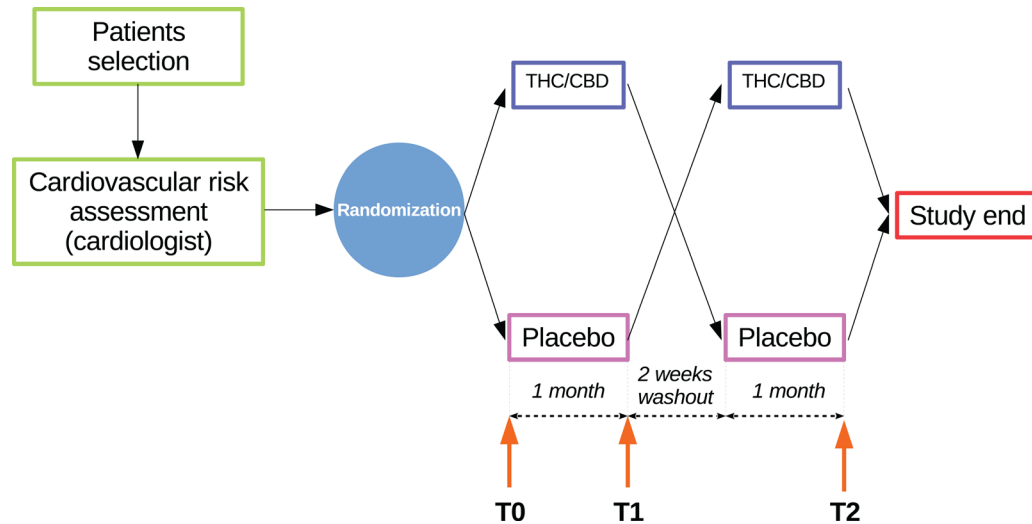 Patients
selection
Cardiovascular risk
assessment
(cardiologist)
Randomization
THC/CBD
THC/CBD
Placebo
Placebo
Study end
1 month
2 weeks
washout
1 month
T0
T1
T2